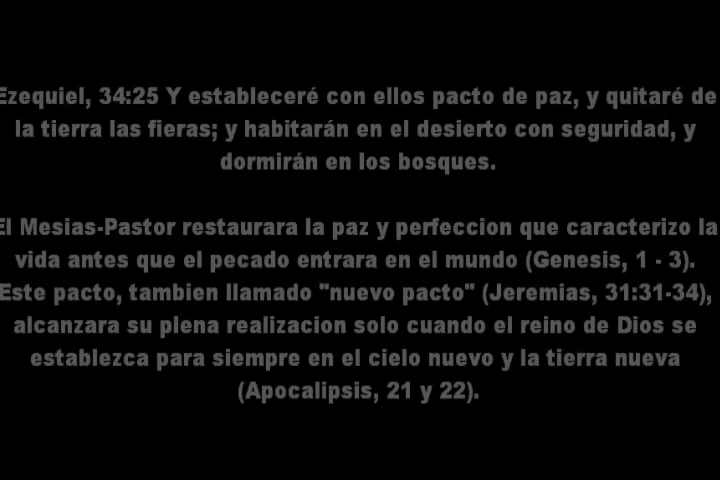 Ezequiel, 34:25 Y estableceré con ellos pacto de paz, y quitaré de
la tierra las fieras; y habitarán en el desierto con seguridad, y
dormirán en los bosques.
El Mesias-Pastor restaurara la paz y perfeccion que caracterizo la
vida antes que el pecado entrara en el mundo (Genesis, 1 - 3).
Este pacto, tambien llamado "nuevo pacto" (Jeremias, 31:31-34),
alcanzara su plena realizacion solo cuando el reino de Dios se
establezca para siempre en el cielo nuevo y la tierra nueva
(Apocalipsis, 21 y 22).